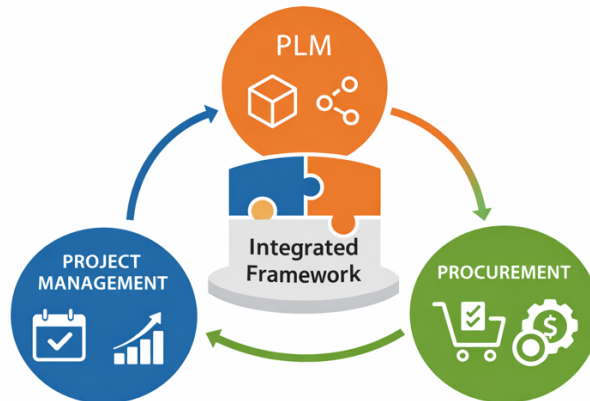 PLM
Integrated
Framework
PROJECT
MANAGEMENT
PROCUREMENT
$